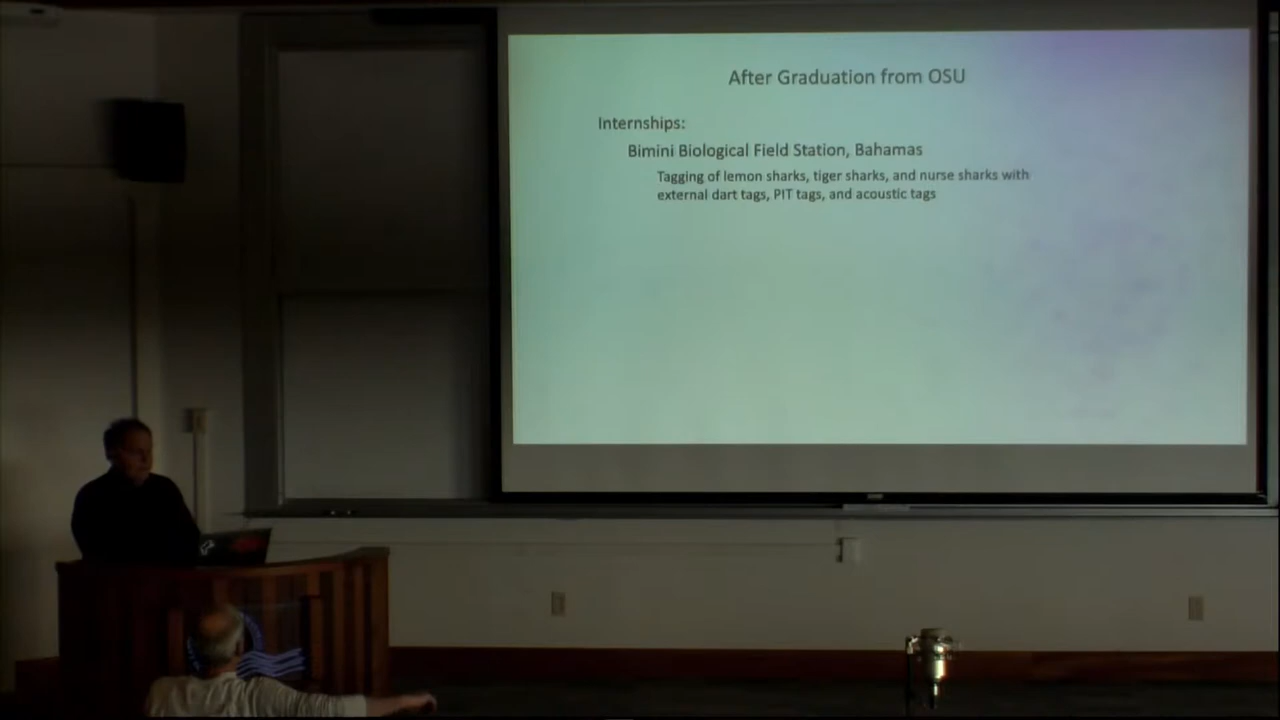 After Graduation from OSU
Internships:
Bimini Biological Field Station, Bahamas
Tagging of lemon sharks, tiger sharks, and nurse sharks with
external dart tags, PIT tags, and acoustic tags